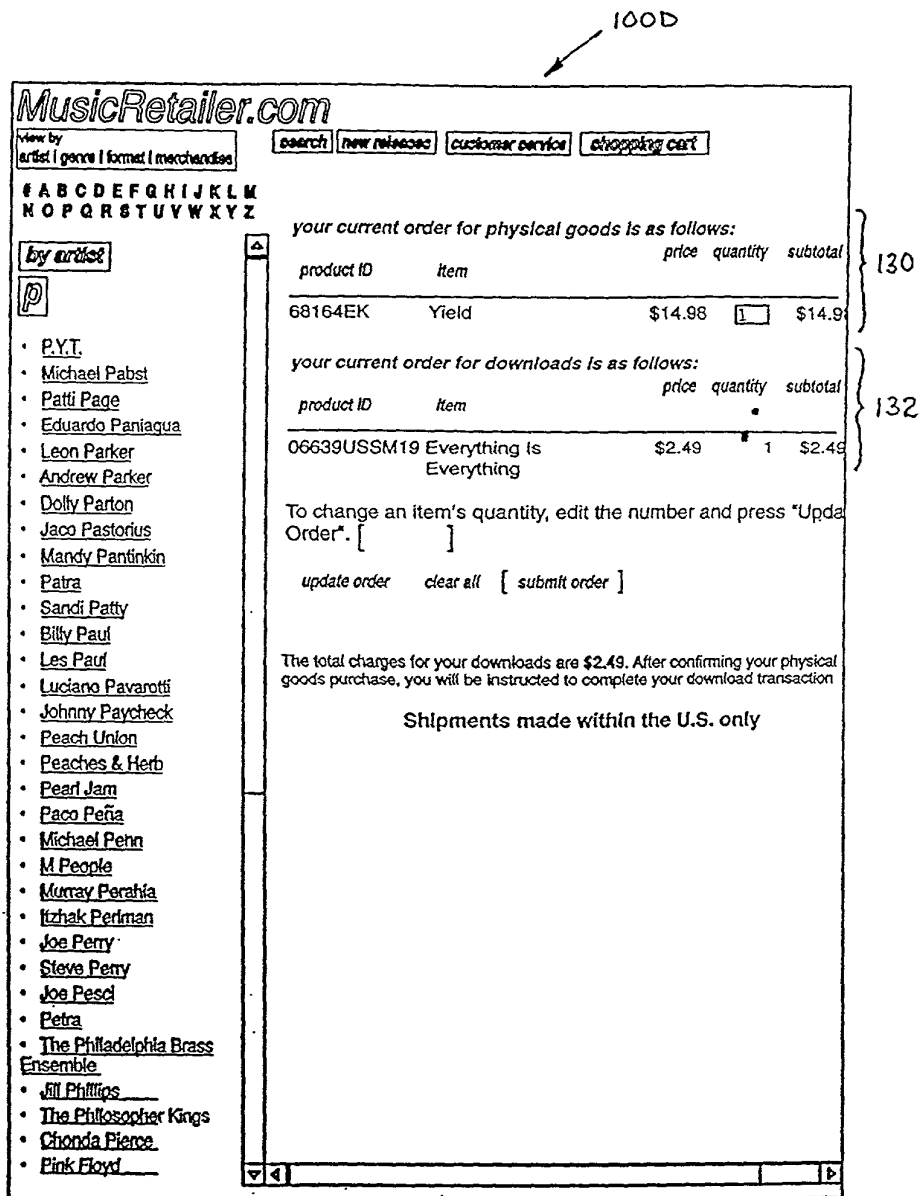 100D
MusicRetailer.com
view by
artist | genre | format | merchandise
search new releases customer service shopping cart
# A B C D E F G H I J K L M
N O P Q R S T U V W X Y Z
by artist
p
• P.Y.T.
• Michael Pabst
• Patti Page
• Eduardo Paniagua
• Leon Parker
• Andrew Parker
• Dolly Parton
• Jaco Pastorius
• Mandy Pantinkin
• Patra
• Sandi Patty
• Billy Paul
• Les Paul
• Luciano Pavarotti
• Johnny Paycheck
• Peach Union
• Peaches & Herb
• Pearl Jam
• Paco Peña
• Michael Penn
• M People
• Murray Perahia
• Itzhak Perlman
• Joe Perry
• Steve Perry
• Joe Pesci
• Petra
• The Philadelphia Brass
Ensemble
• Jill Phillips
• The Philosopher Kings
• Chonda Pierce
• Pink Floyd
your current order for physical goods is as follows:
product ID item price quantity subtotal
68164EK Yield $14.98 1 $14.98
130
your current order for downloads is as follows:
product ID item price quantity subtotal
06639USSM19 Everything Is $2.49 1 $2.49
Everything
132
To change an item's quantity, edit the number and press "Upda
Order". [ ]
update order clear all [ submit order ]
The total charges for your downloads are $2.49. After confirming your physical
goods purchase, you will be instructed to complete your download transaction
Shipments made within the U.S. only